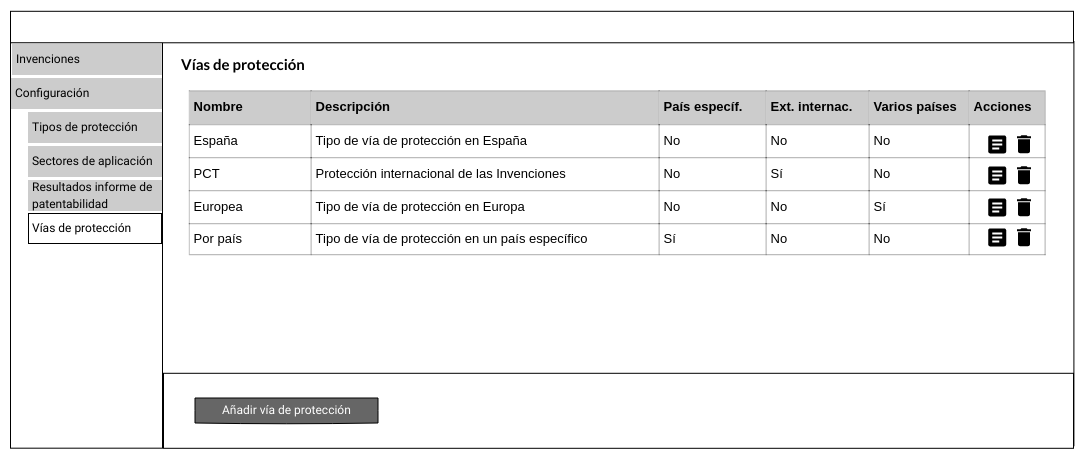 Invenciones
Configuración
Tipos de protección
Sectores de aplicación
Resultados informe de
patentabilidad
Vías de protección
Vías de protección
Nombre Descripción País específ. Ext. internac. Varios países Acciones
España Tipo de vía de protección en España No No No
PCT Protección internacional de las Invenciones No Sí No
Europea Tipo de vía de protección en Europa No No Sí
Por país Tipo de vía de protección en un país específico Sí No No
Añadir vía de protección